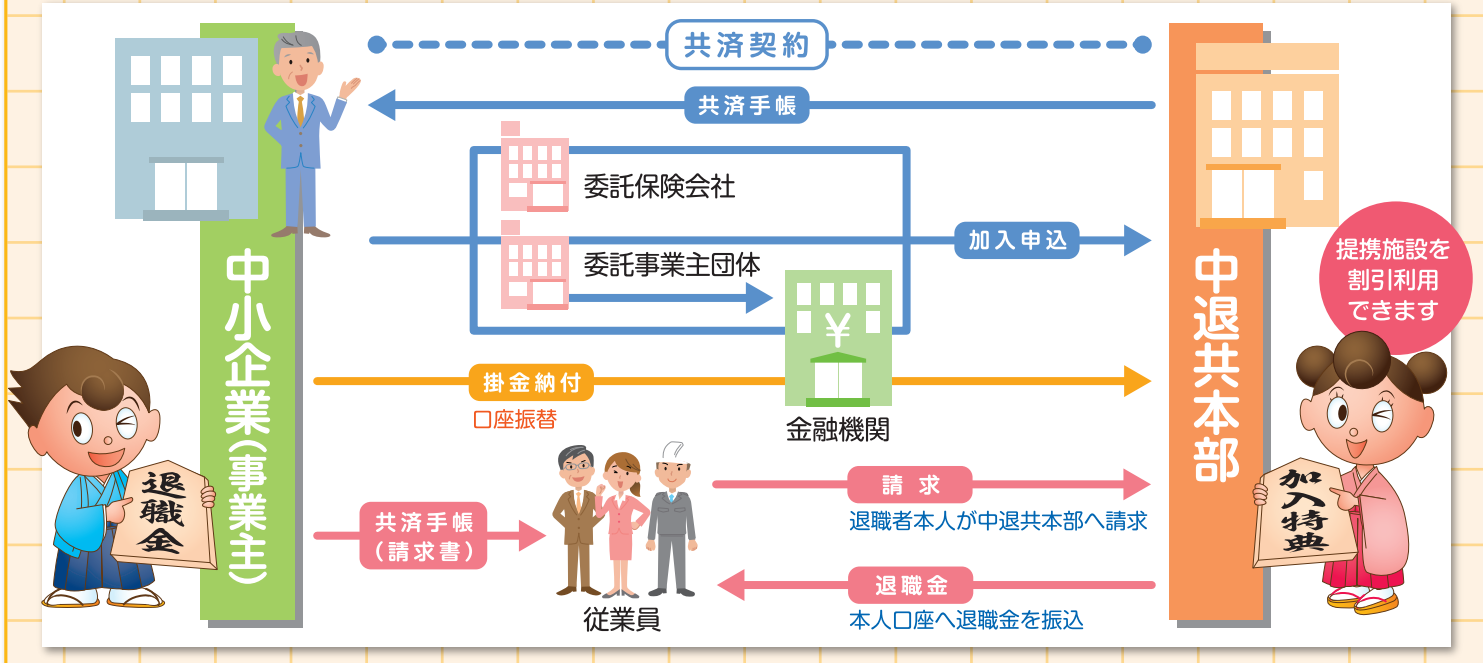 共済契約
共済手帳
委託保険会社
委託事業主団体
加入申込
中小企業(事業主)
中退共本部
提携施設を
割引利用
できます
¥
掛金納付
口座振替
金融機関
請求
退職者本人が中退共本部へ請求
共済手帳
(請求書)
退職金
本人口座へ退職金を振込
従業員
退職金
加入特典